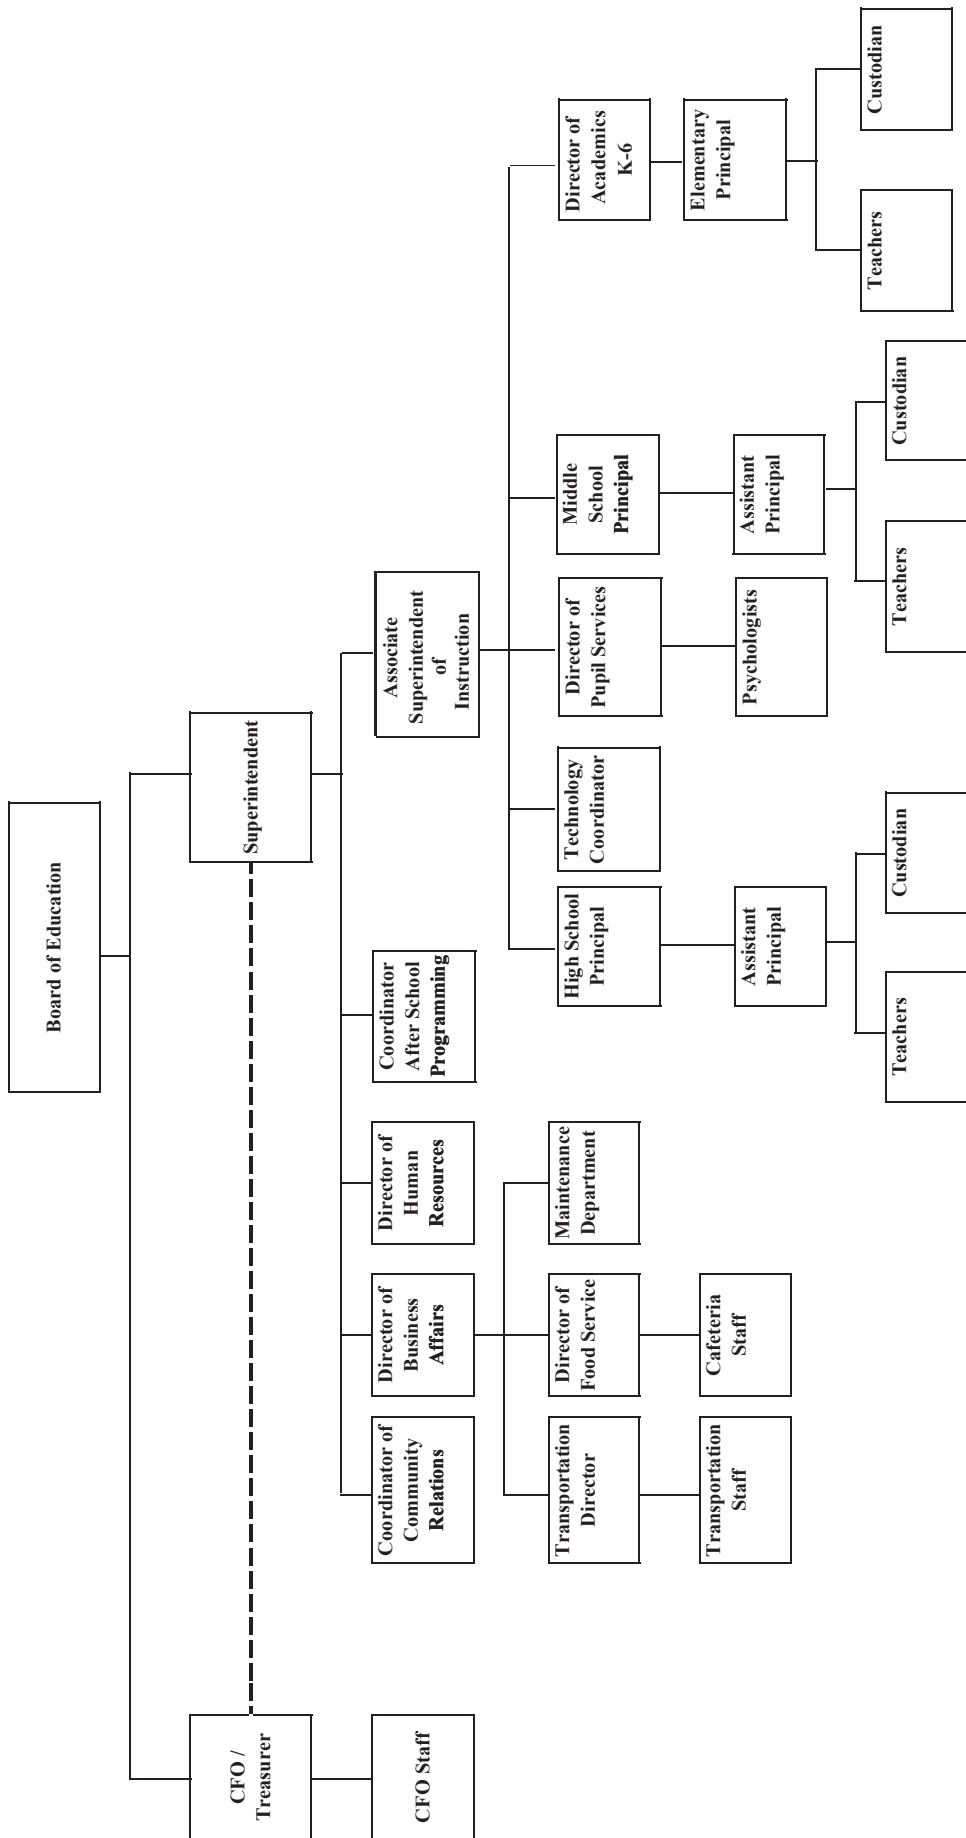 Board of Education
CFO /
Treasurer
Superintendent
CFO Staff
Coordinator of
Community
Relations
Director of
Business
Affairs
Director of
Human
Resources
Coordinator
After School
Programming
Associate
Superintendent
of
Instruction
Transportation
Director
Director of
Food Service
Maintenance
Department
High School
Principal
Technology
Coordinator
Director of
Pupil Services
Middle
School
Principal
Director of
Academics
K-6
Transportation
Staff
Cafeteria
Staff
Assistant
Principal
Psychologists
Assistant
Principal
Elementary
Principal
Teachers
Custodian
Teachers
Custodian
Teachers
Custodian